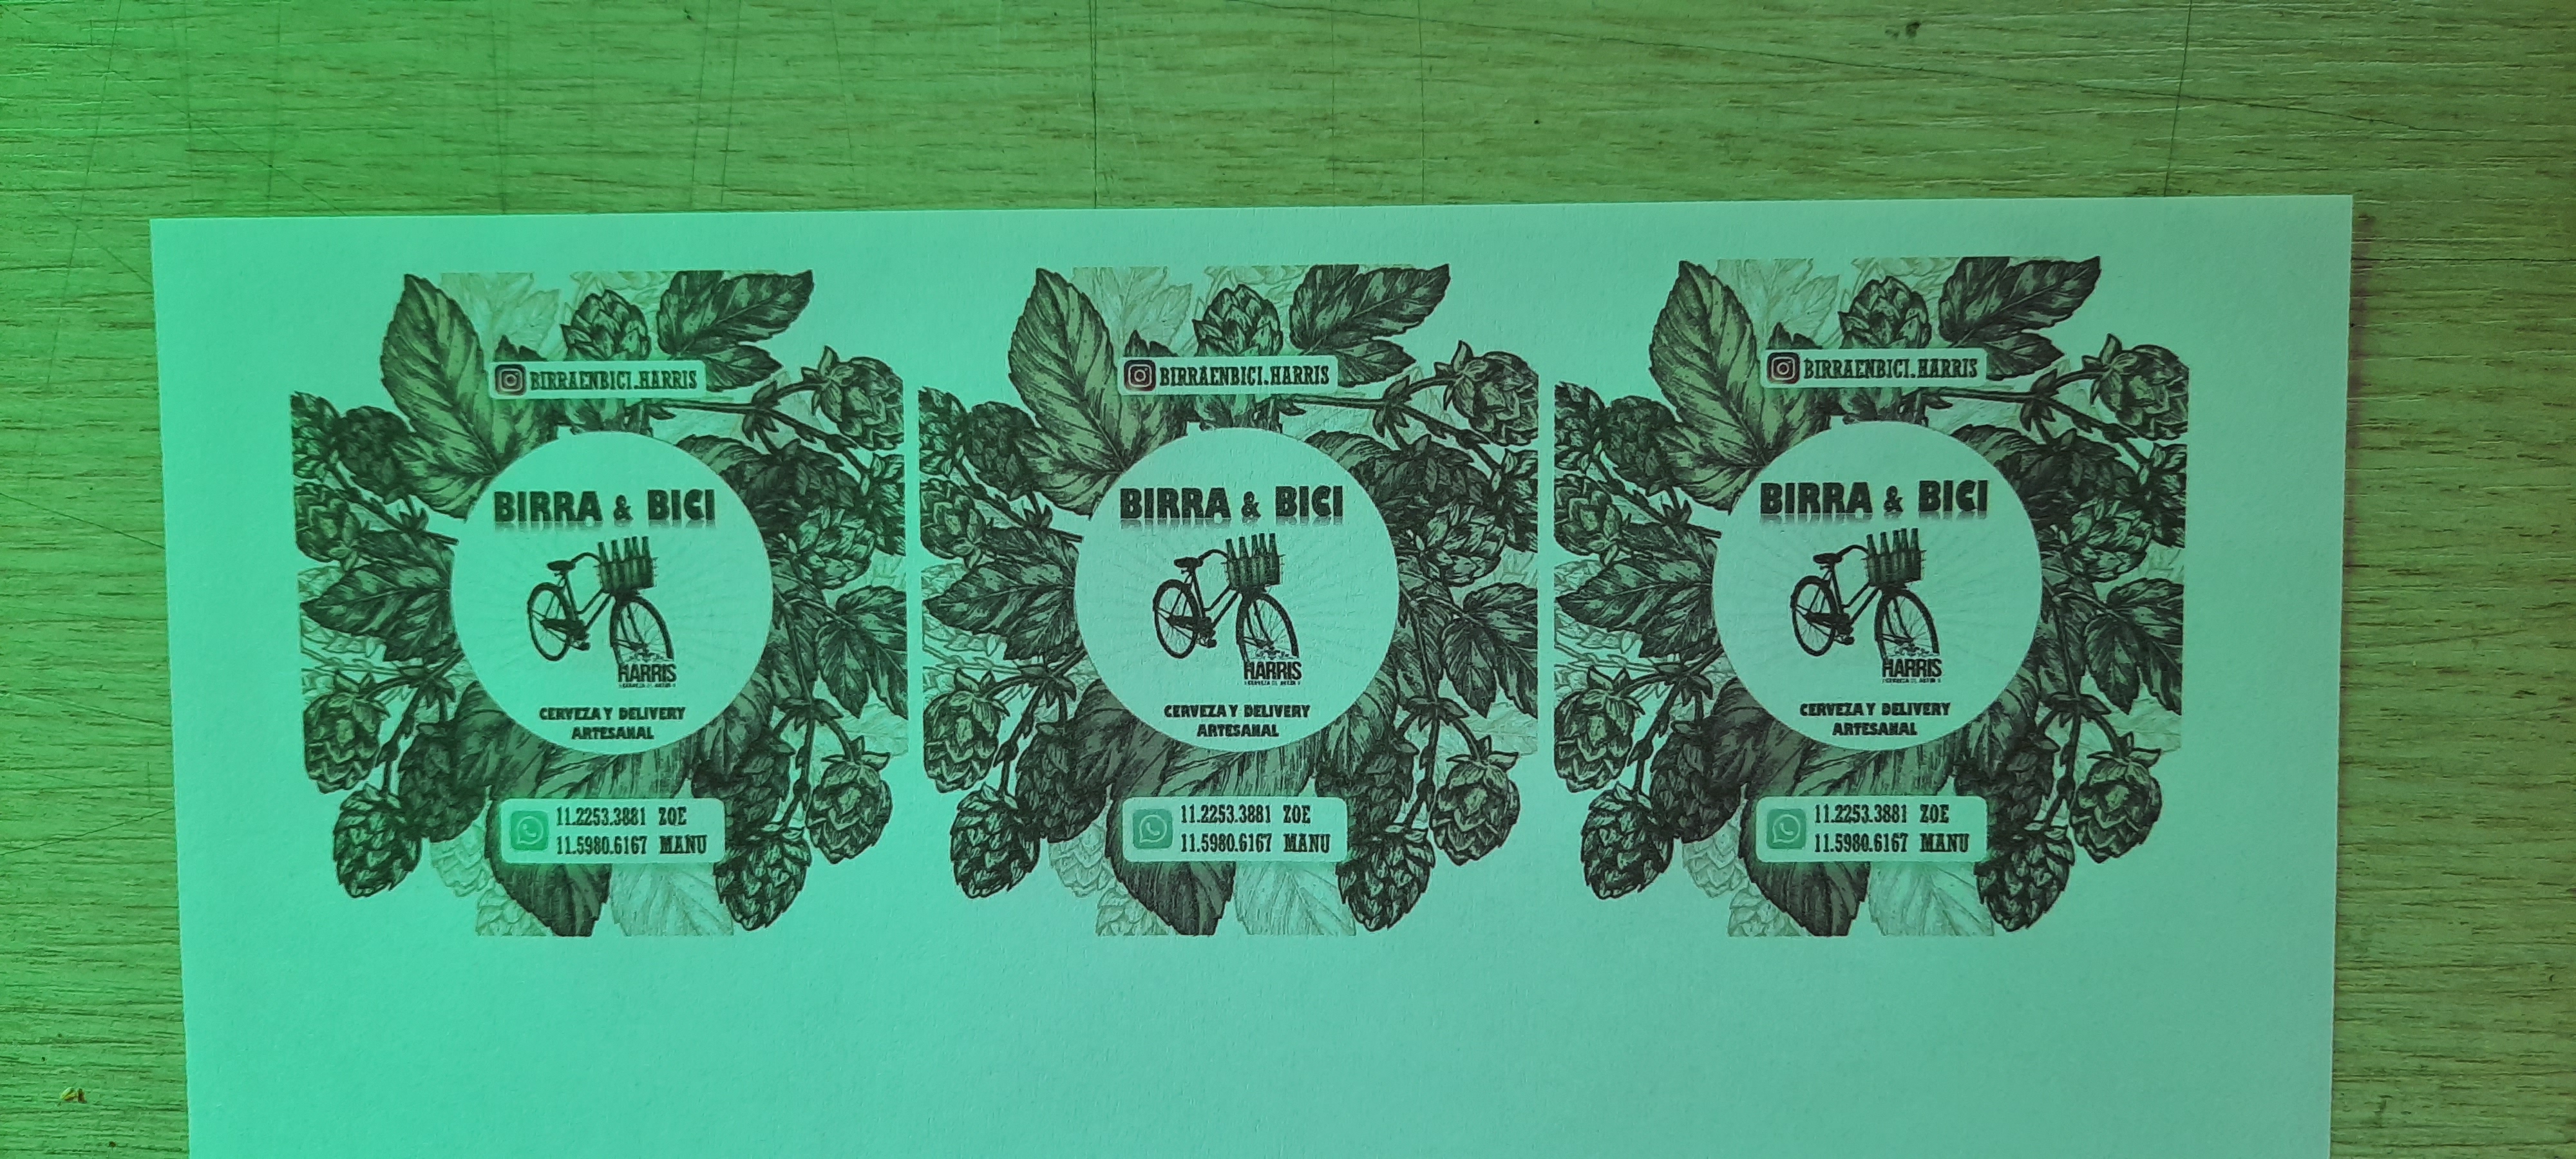 BIRRAENBICI.HARRIS
BIRRA & BICI
HARRIS
CERVEZA Y DELIVERY
ARTESANAL
11.2253.3881 ZOE
11.5980.6167 MANU
BIRRAENBICI.HARRIS
BIRRA & BICI
HARRIS
CERVEZA Y DELIVERY
ARTESANAL
11.2253.3881 ZOE
11.5980.6167 MANU
BIRRAENBICI.HARRIS
BIRRA & BICI
HARRIS
CERVEZA Y DELIVERY
ARTESANAL
11.2253.3881 ZOE
11.5980.6167 MANU